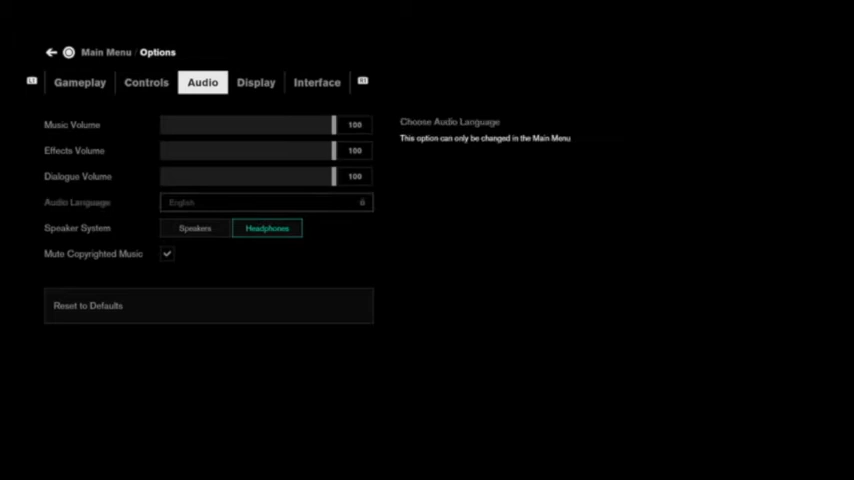 Main Menu / Options
L1 Gameplay Controls Audio Display Interface R1
Music Volume 100
Effects Volume 100
Dialogue Volume 100
Audio Language English
Speaker System Speakers Headphones
Mute Copyrighted Music
Reset to Defaults
Choose Audio Language
This option can only be changed in the Main Menu